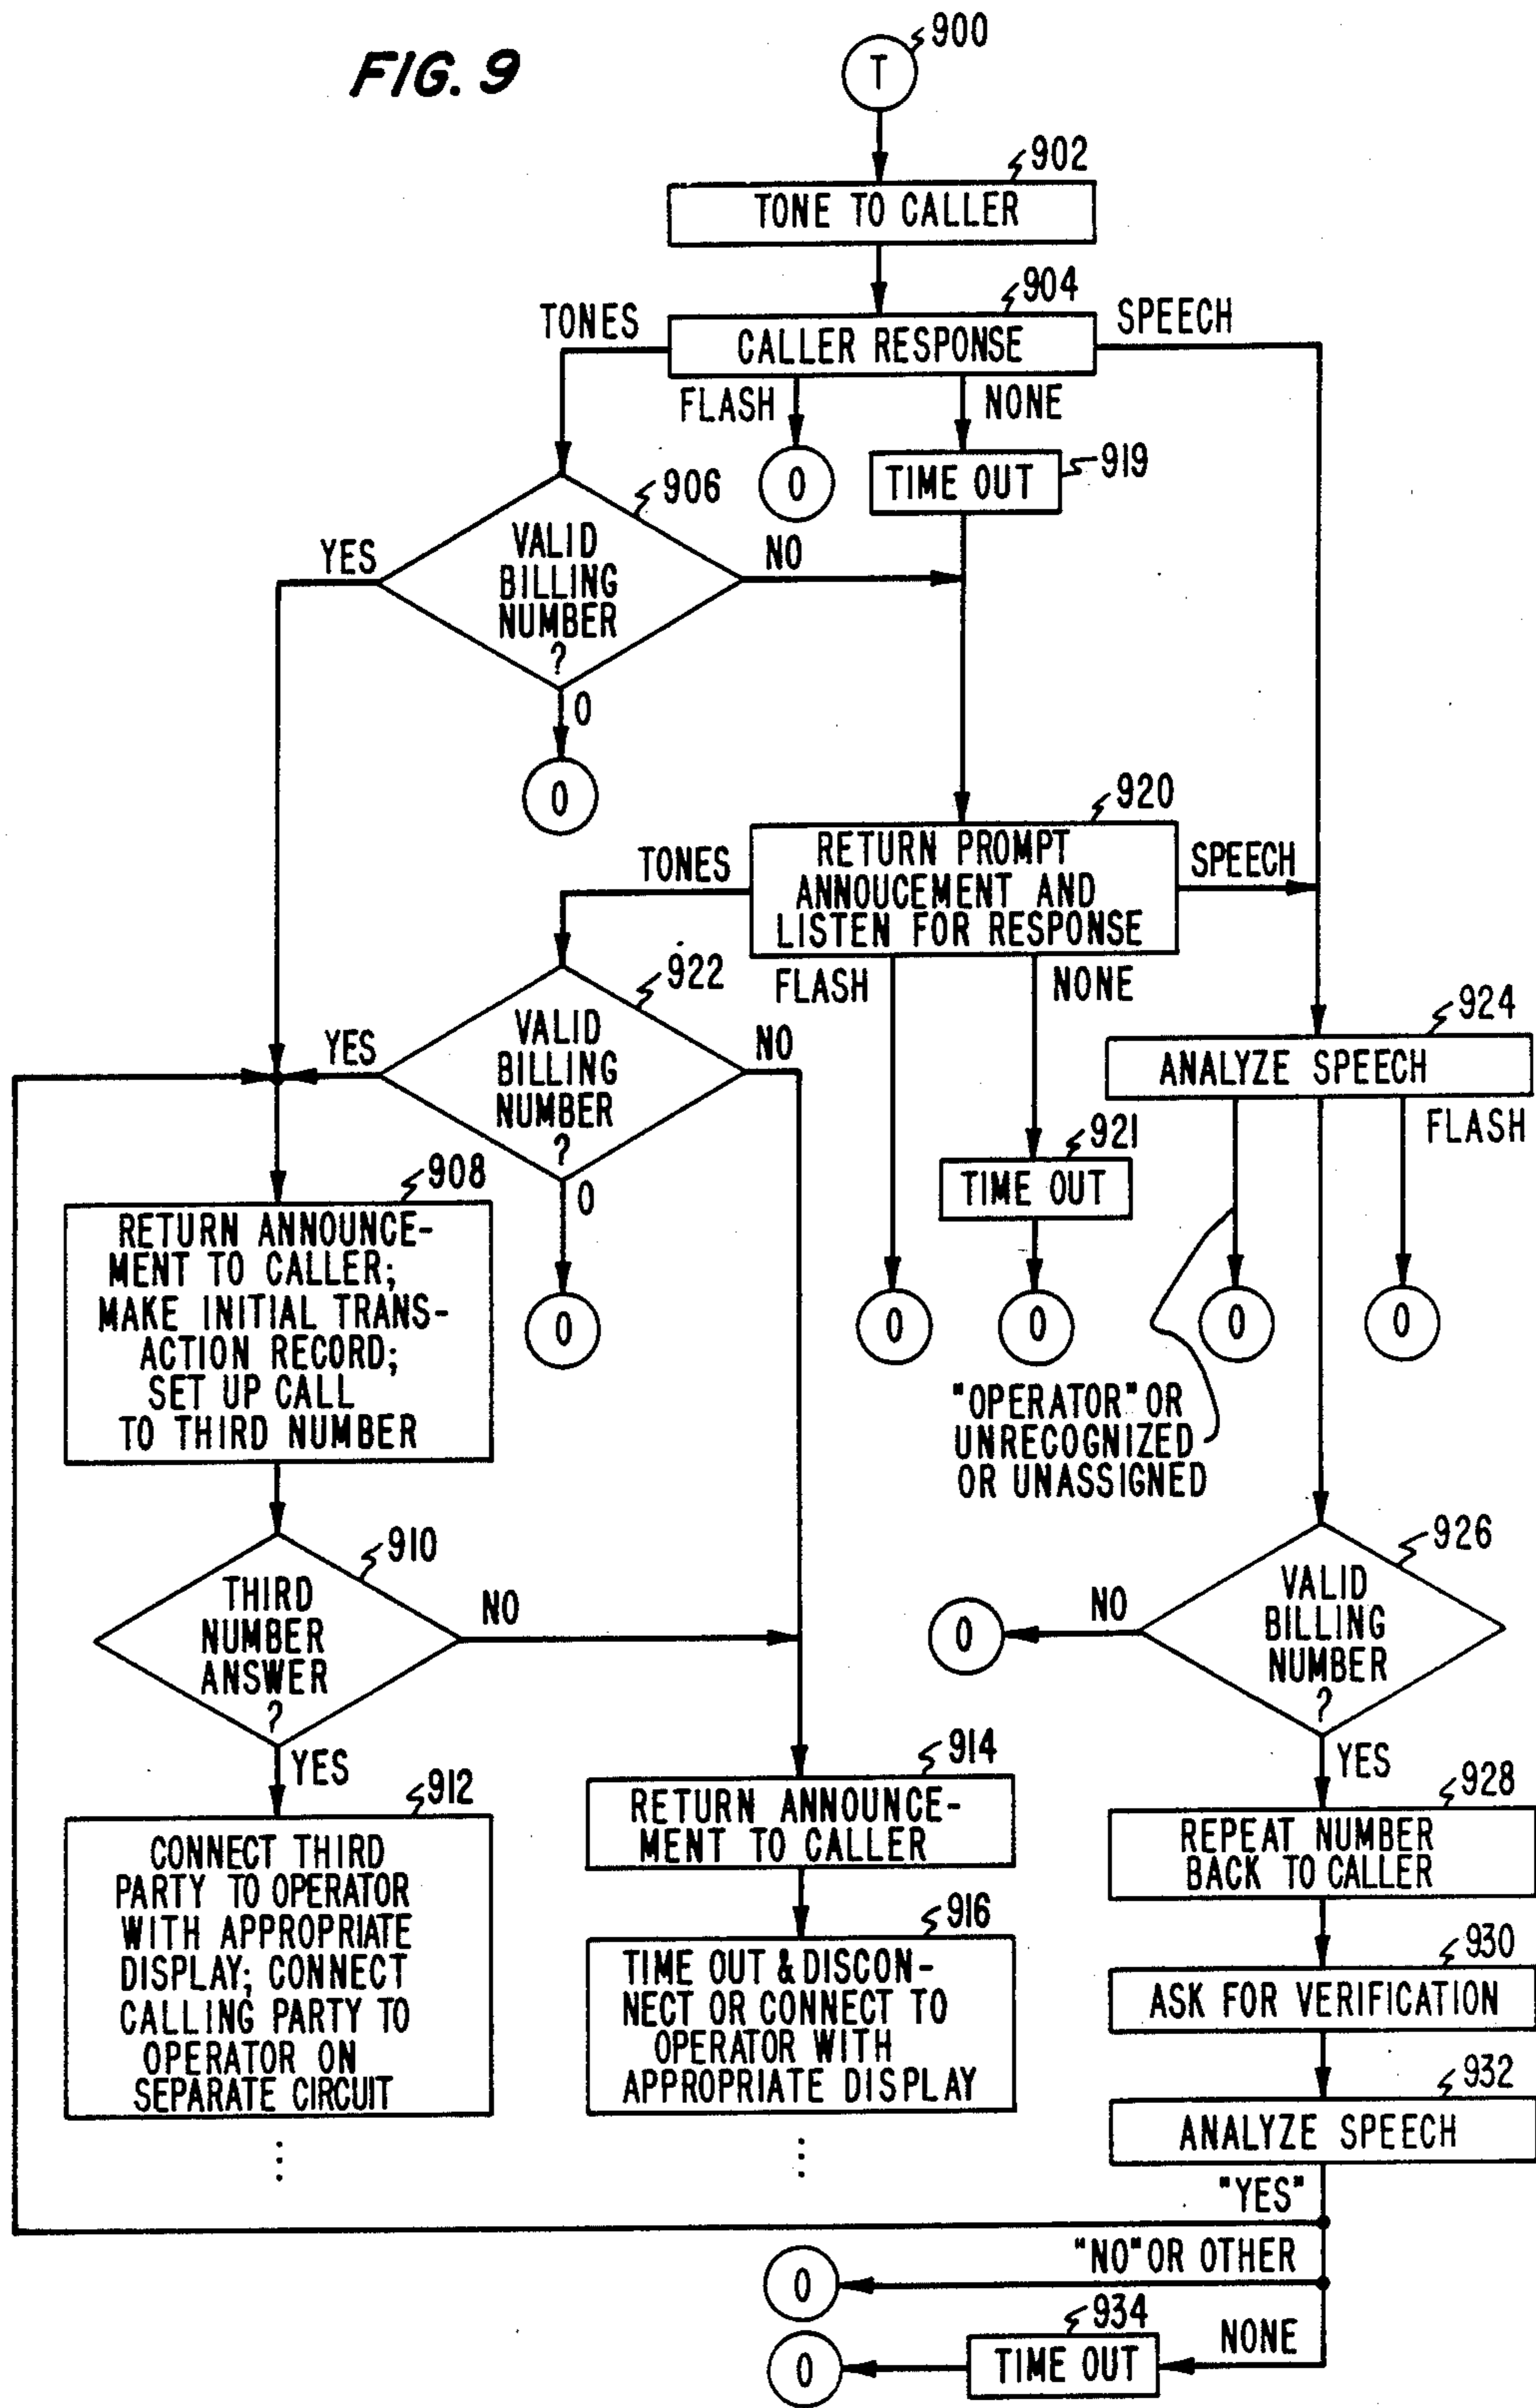 FIG. 9
900
T
902
TONE TO CALLER
904
TONES
CALLER RESPONSE
SPEECH
FLASH
NONE
0
TIME OUT
919
906
VALID
BILLING
NUMBER
?
YES
NO
0
0
920
RETURN PROMPT
ANNOUCEMENT AND
LISTEN FOR RESPONSE
TONES
SPEECH
FLASH
NONE
922
VALID
BILLING
NUMBER
?
YES
NO
0
0
924
ANALYZE SPEECH
FLASH
921
TIME OUT
0
0
0
0
"OPERATOR" OR
UNRECOGNIZED
OR UNASSIGNED
908
RETURN ANNOUNCE-
MENT TO CALLER;
MAKE INITIAL TRANS-
ACTION RECORD;
SET UP CALL
TO THIRD NUMBER
910
THIRD
NUMBER
ANSWER
?
NO
YES
926
VALID
BILLING
NUMBER
?
NO
0
YES
912
CONNECT THIRD
PARTY TO OPERATOR
WITH APPROPRIATE
DISPLAY; CONNECT
CALLING PARTY TO
OPERATOR ON
SEPARATE CIRCUIT
914
RETURN ANNOUNCE-
MENT TO CALLER
916
TIME OUT & DISCON-
NECT OR CONNECT TO
OPERATOR WITH
APPROPRIATE DISPLAY
928
REPEAT NUMBER
BACK TO CALLER
930
ASK FOR VERIFICATION
932
ANALYZE SPEECH
"YES"
"NO" OR OTHER
0
934
NONE
TIME OUT
0